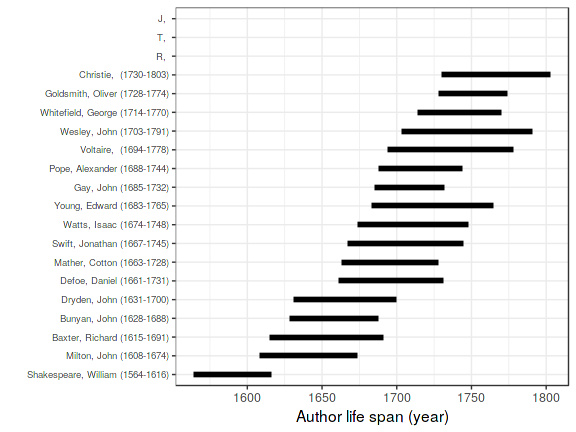 J,
T,
R,
Christie,  (1730-1803)
Goldsmith, Oliver (1728-1774)
Whitefield, George (1714-1770)
Wesley, John (1703-1791)
Voltaire,  (1694-1778)
Pope, Alexander (1688-1744)
Gay, John (1685-1732)
Young, Edward (1683-1765)
Watts, Isaac (1674-1748)
Swift, Jonathan (1667-1745)
Mather, Cotton (1663-1728)
Defoe, Daniel (1661-1731)
Dryden, John (1631-1700)
Bunyan, John (1628-1688)
Baxter, Richard (1615-1691)
Milton, John (1608-1674)
Shakespeare, William (1564-1616)
1600 1650 1700 1750 1800
Author life span (year)